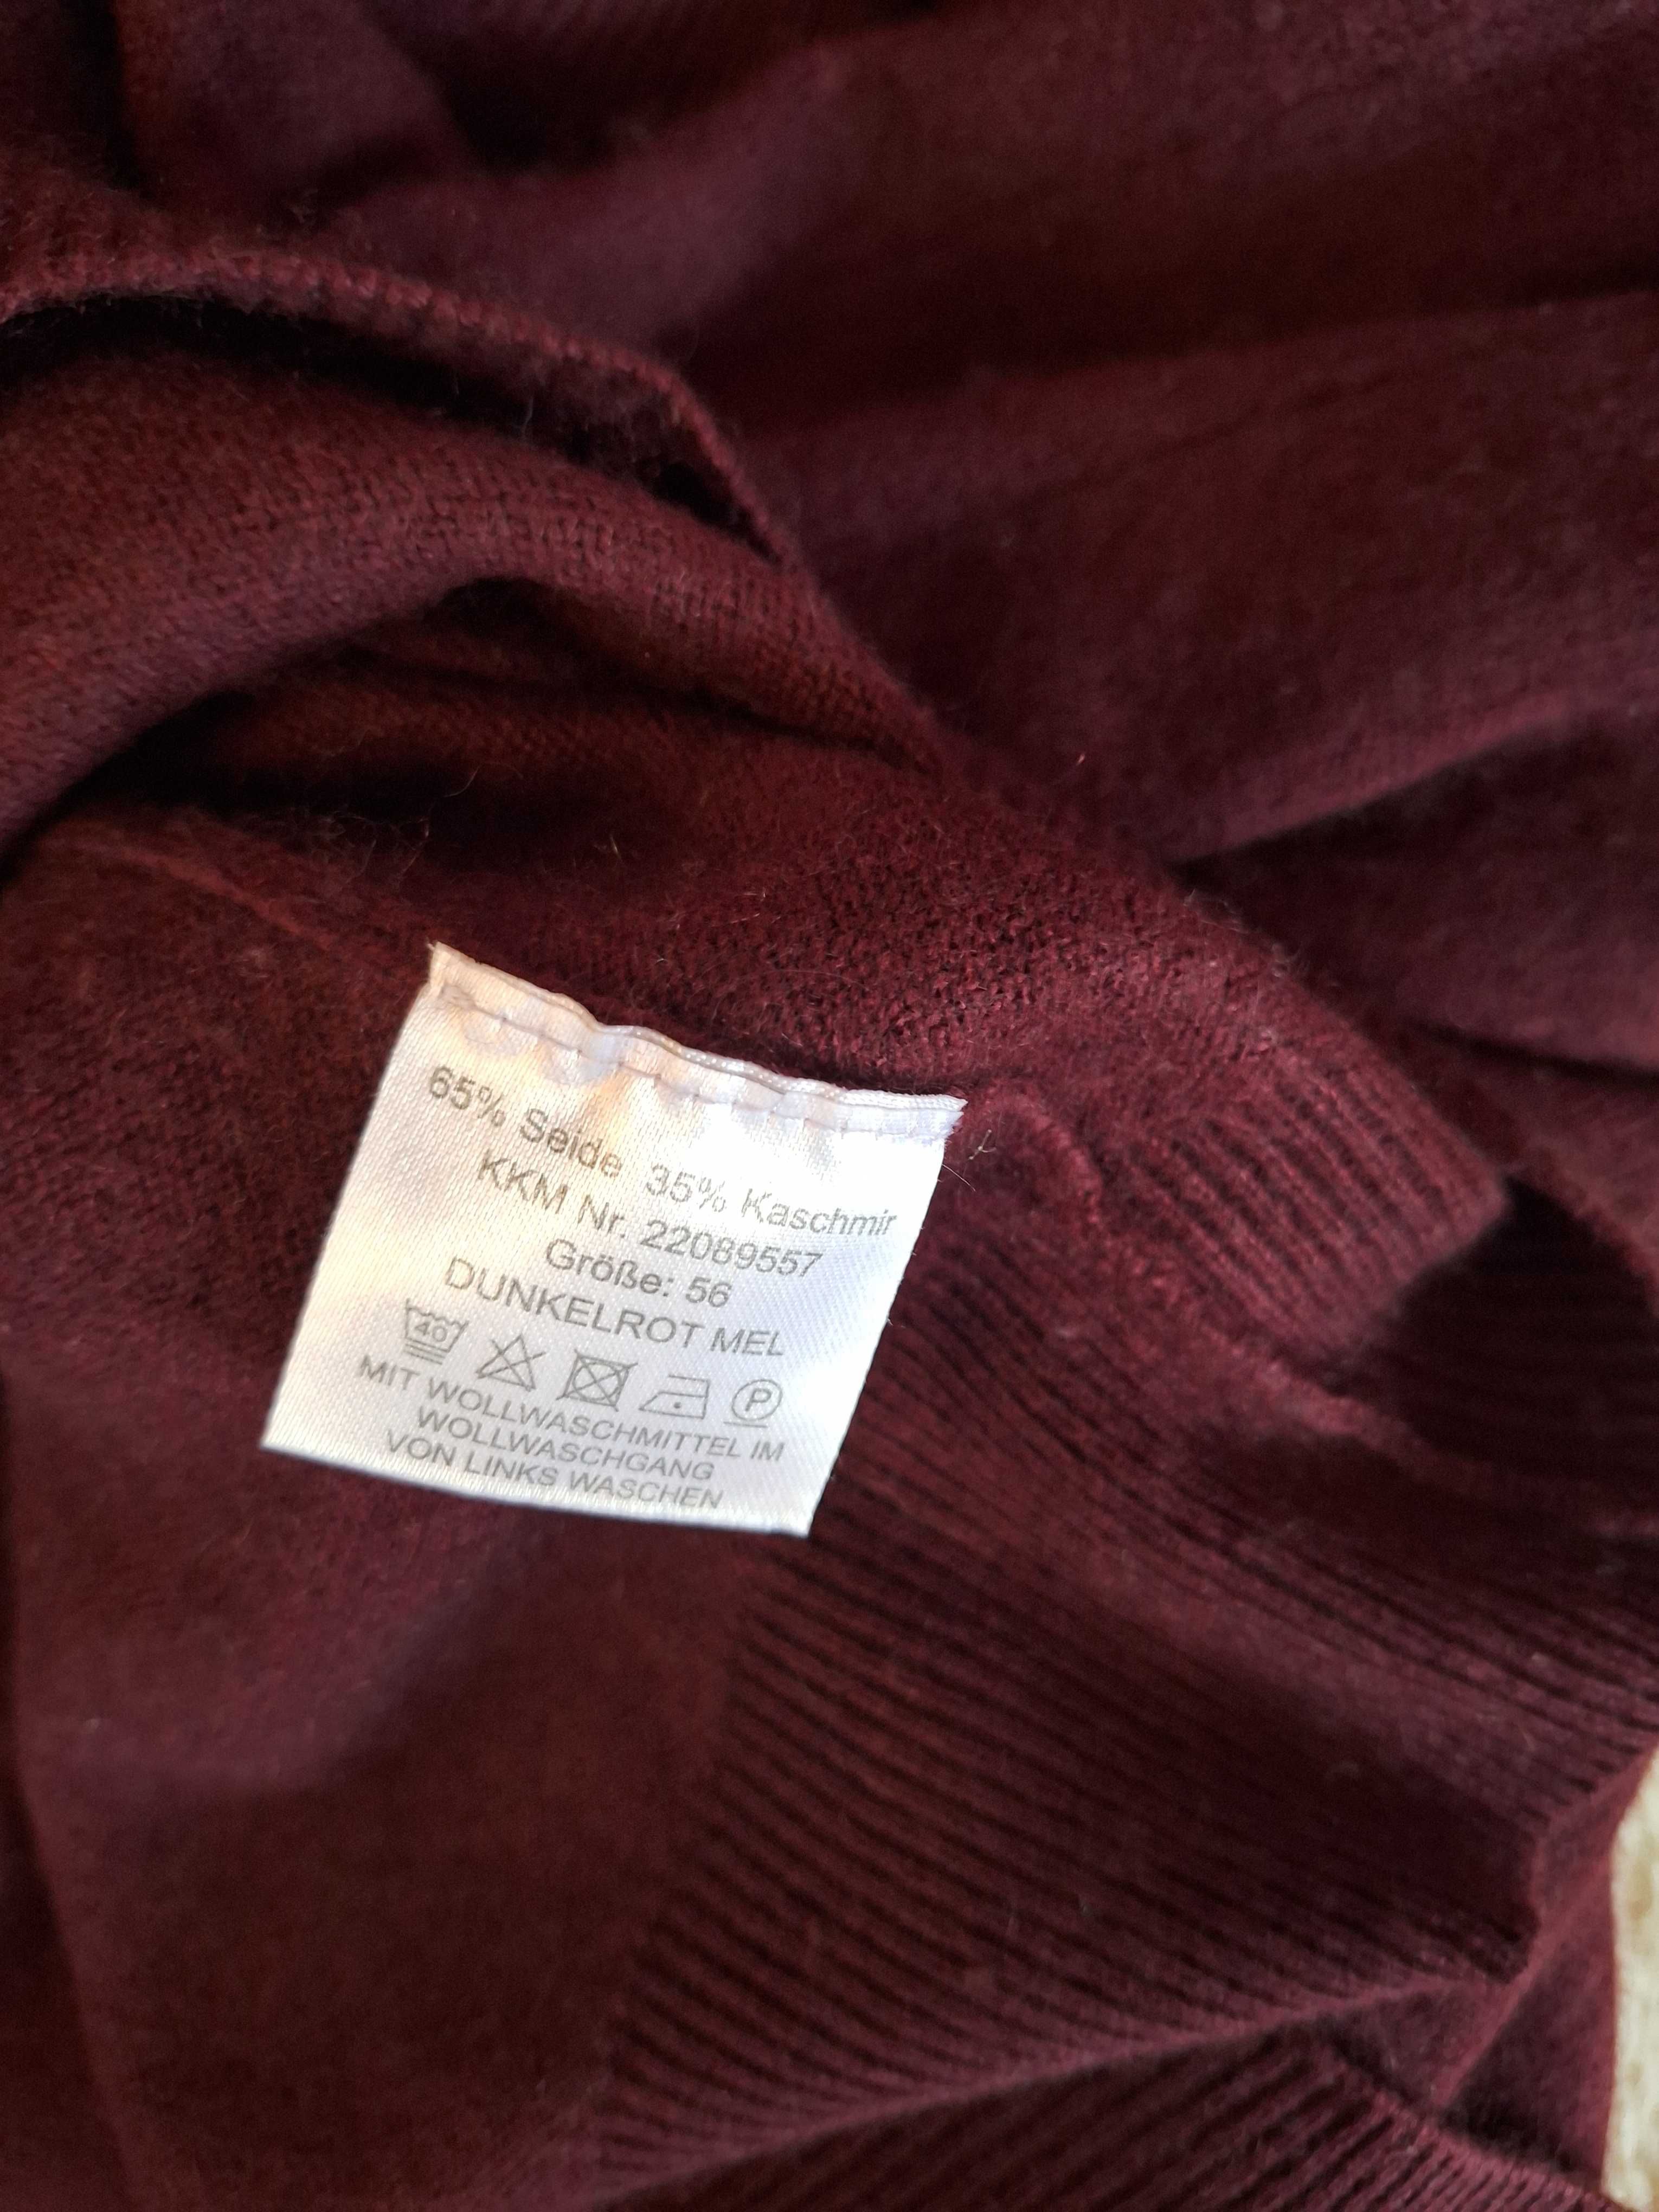 65% Seide 35% Kaschmir
KKM Nr. 22089557
Größe: 56
DUNKELROT MEL
40 P
MIT WOLLWASCHMITTEL IM
WOLLWASCHGANG
VON LINKS WASCHEN